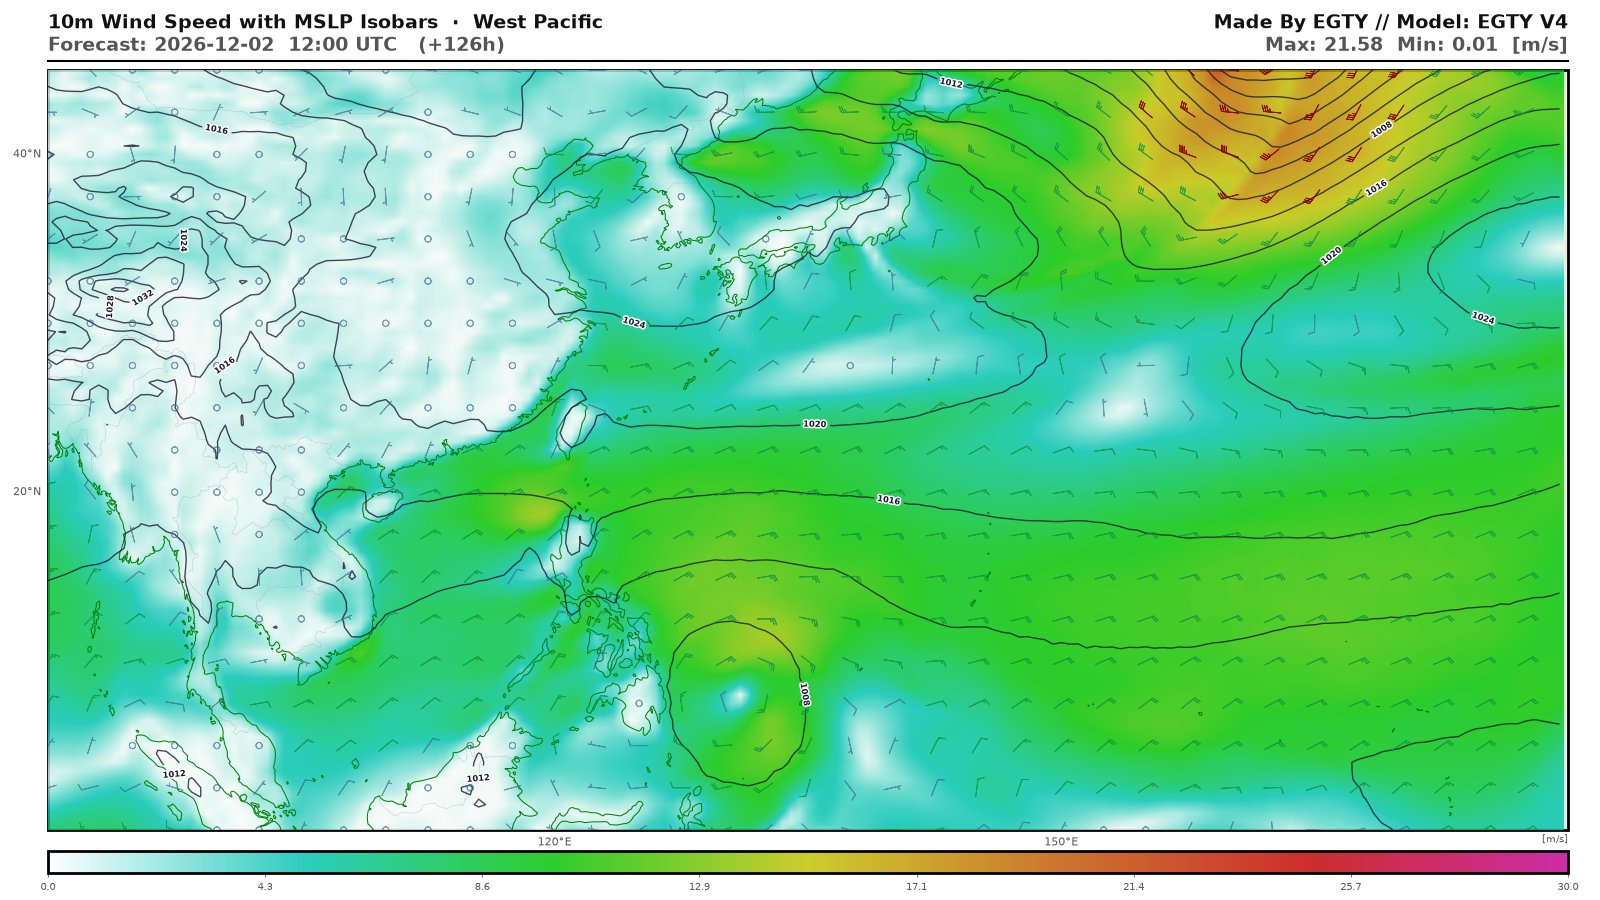 10m Wind Speed with MSLP Isobars · West Pacific
Made By EGTY // Model: EGTY V4
Forecast: 2026-12-02 12:00 UTC (+126h)
Max: 21.58 Min: 0.01 [m/s]
1012
1016
1008
40°N
1016
1024
1020
1028
1032
1024
1024
1016
1020
20°N
1016
1008
1012
1012
120°E
150°E
[m/s]
0.0
4.3
8.6
12.9
17.1
21.4
25.7
30.0